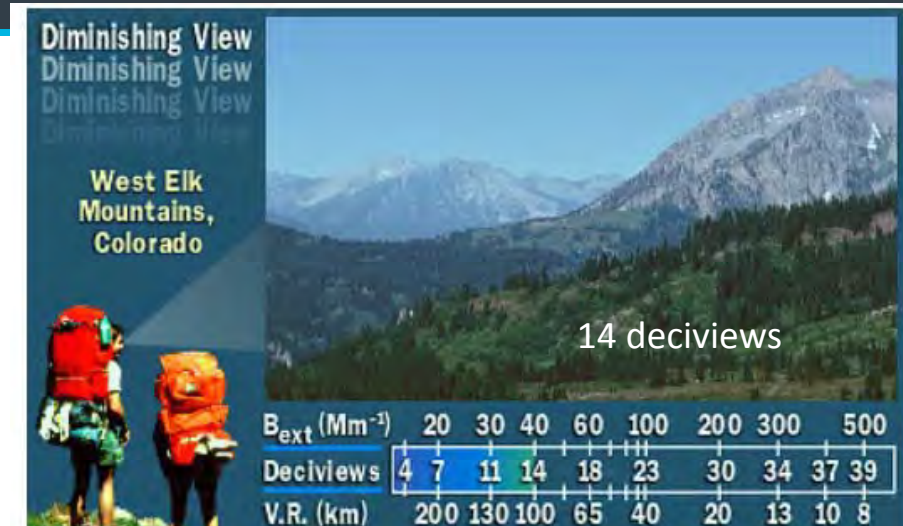 Diminishing View
Diminishing View
Diminishing View
Diminishing View
West Elk
Mountains,
Colorado
14 deciviews
Bext (Mm-1) 20 30 40 60 100 200 300 500
Deciviews 4 7 11 14 18 23 30 34 37 39
V.R. (km) 200 130 100 65 40 20 13 10 8